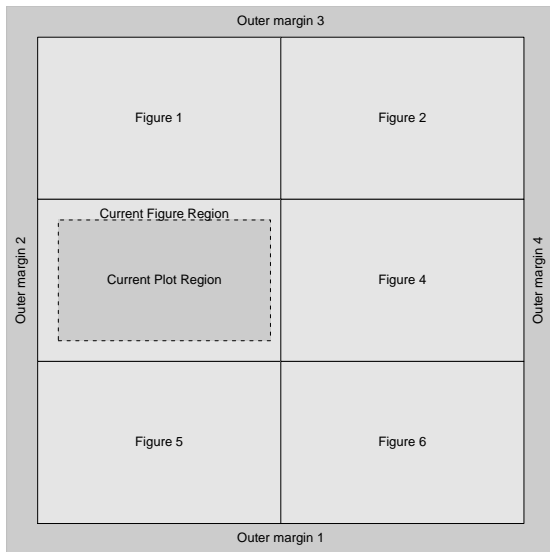 Outer margin 3
Figure 1
Figure 2
Outer margin 2
Current Figure Region
Current Plot Region
Figure 4
Outer margin 4
Figure 5
Figure 6
Outer margin 1